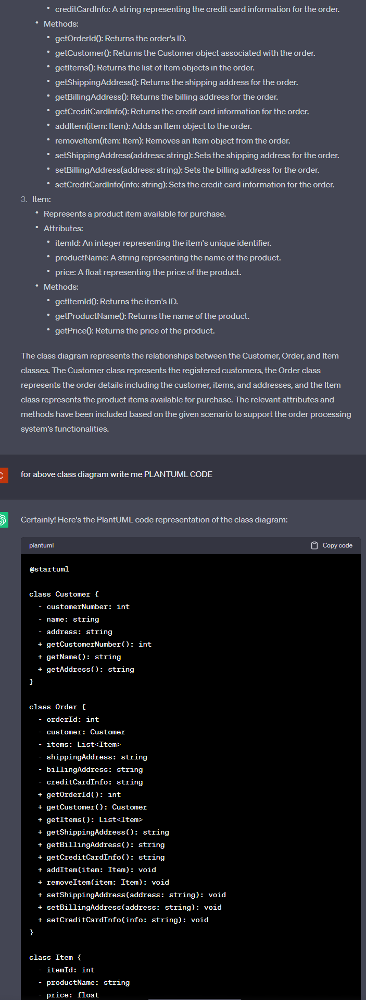 • creditCardInfo: A string representing the credit card information for the order.
• Methods:
• getOrderId(): Returns the order's ID.
• getCustomer(): Returns the Customer object associated with the order.
• getItems(): Returns the list of Item objects in the order.
• getShippingAddress(): Returns the shipping address for the order.
• getBillingAddress(): Returns the billing address for the order.
• getCreditCardInfo(): Returns the credit card information for the order.
• addItem(item: Item): Adds an Item object to the order.
• removeItem(item: Item): Removes an Item object from the order.
• setShippingAddress(address: string): Sets the shipping address for the order.
• setBillingAddress(address: string): Sets the billing address for the order.
• setCreditCardInfo(info: string): Sets the credit card information for the order.
3. Item:
• Represents a product item available for purchase.
• Attributes:
• itemId: An integer representing the item's unique identifier.
• productName: A string representing the name of the product.
• price: A float representing the price of the product.
• Methods:
• getItemId(): Returns the item's ID.
• getProductName(): Returns the name of the product.
• getPrice(): Returns the price of the product.
The class diagram represents the relationships between the Customer, Order, and Item
classes. The Customer class represents the registered customers, the Order class
represents the order details including the customer, items, and addresses, and the Item
class represents the product items available for purchase. The relevant attributes and
methods have been included based on the given scenario to support the order processing
system's functionalities.
C
for above class diagram write me PLANTUML CODE
Certainly! Here's the PlantUML code representation of the class diagram:
plantuml
Copy code
@startuml
class Customer {
- customerNumber: int
- name: string
- address: string
+ getCustomerNumber(): int
+ getName(): string
+ getAddress(): string
}
class Order {
- orderId: int
- customer: Customer
- items: List<Item>
- shippingAddress: string
- billingAddress: string
- creditCardInfo: string
+ getOrderId(): int
+ getCustomer(): Customer
+ getItems(): List<Item>
+ getShippingAddress(): string
+ getBillingAddress(): string
+ getCreditCardInfo(): string
+ addItem(item: Item): void
+ removeItem(item: Item): void
+ setShippingAddress(address: string): void
+ setBillingAddress(address: string): void
+ setCreditCardInfo(info: string): void
}
class Item {
- itemId: int
- productName: string
- price: float